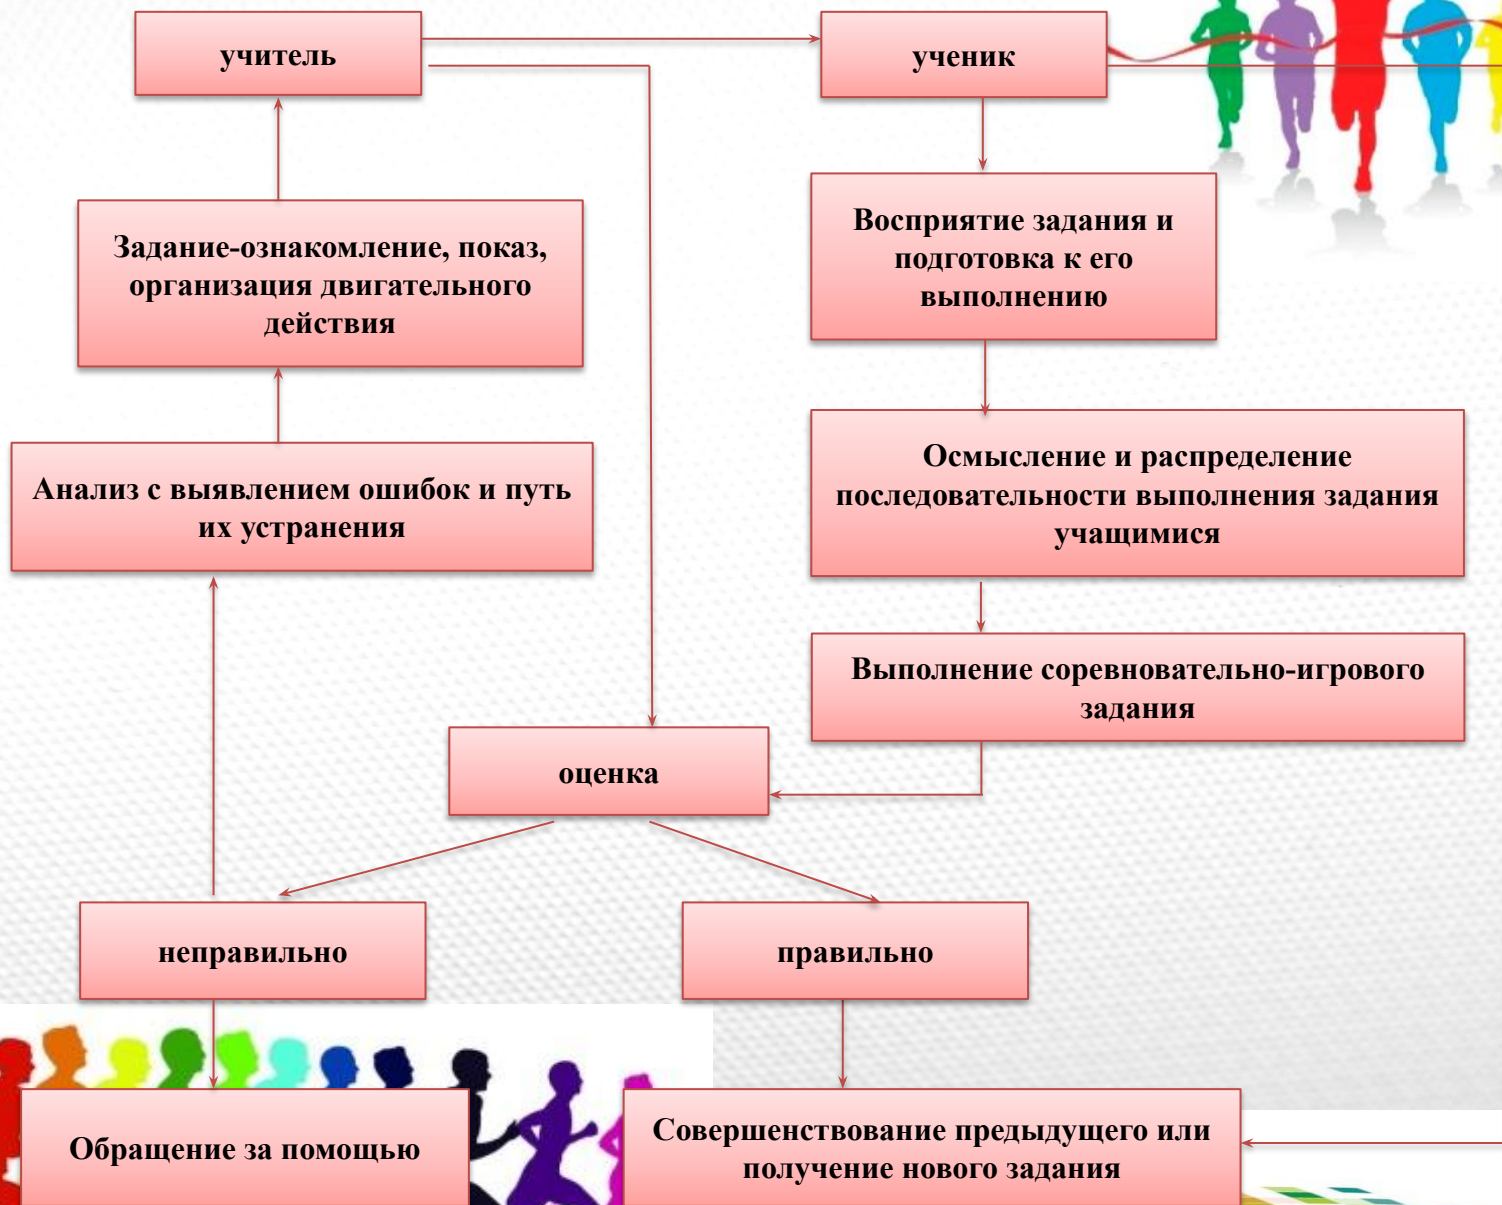 учитель
ученик
Задание-ознакомление, показ,
организация двигательного
действия
Восприятие задания и
подготовка к его
выполнению
Анализ с выявлением ошибок и путь
их устранения
Осмысление и распределение
последовательности выполнения задания
учащимися
Выполнение соревновательно-игрового
задания
оценка
неправильно
правильно
Обращение за помощью
Совершенствование предыдущего или
получение нового задания